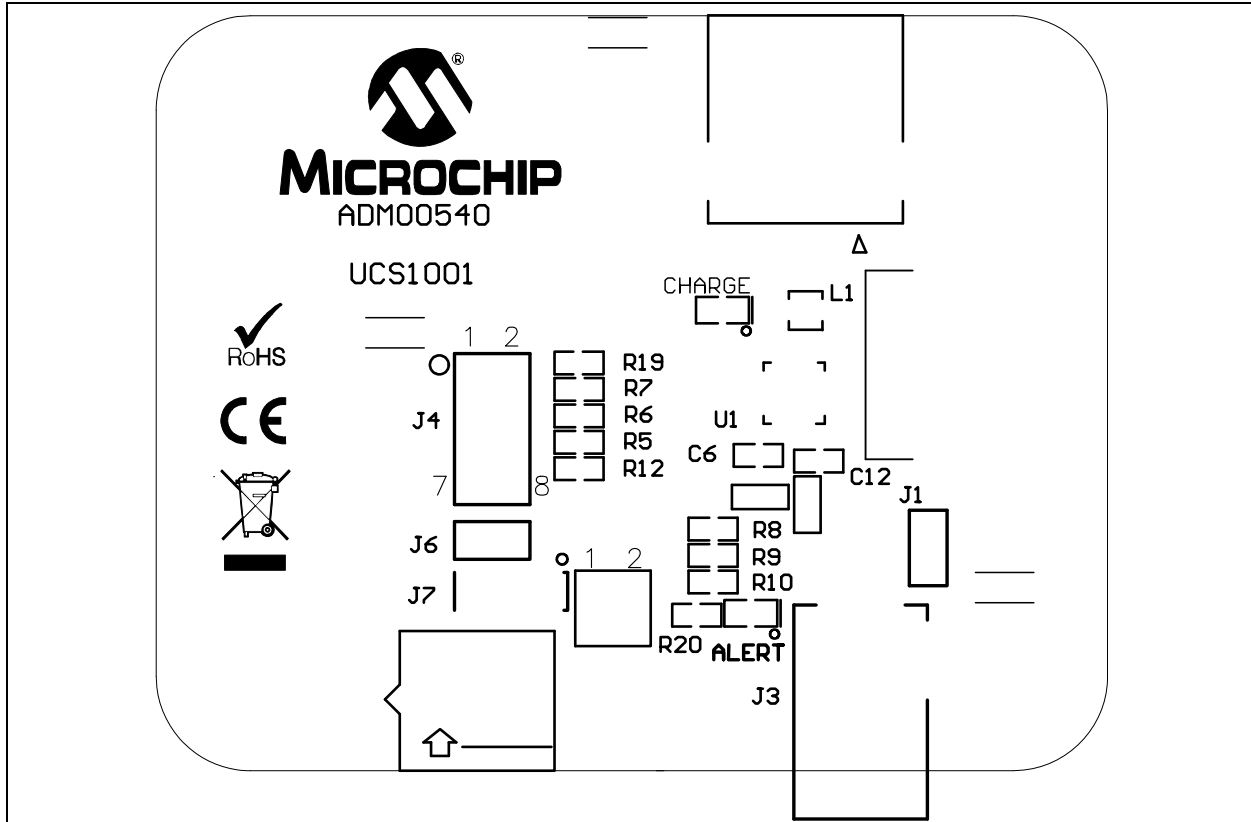 ®
MICROCHIP
ADM00540
UCS1001
CHARGE
L1
RoHS
1 2
R19
R7
J4
R6
U1
R5
C6
R12
C12
7 8
J1
R8
J6
R9
1 2
R10
J7
R20
ALERT
J3
CE